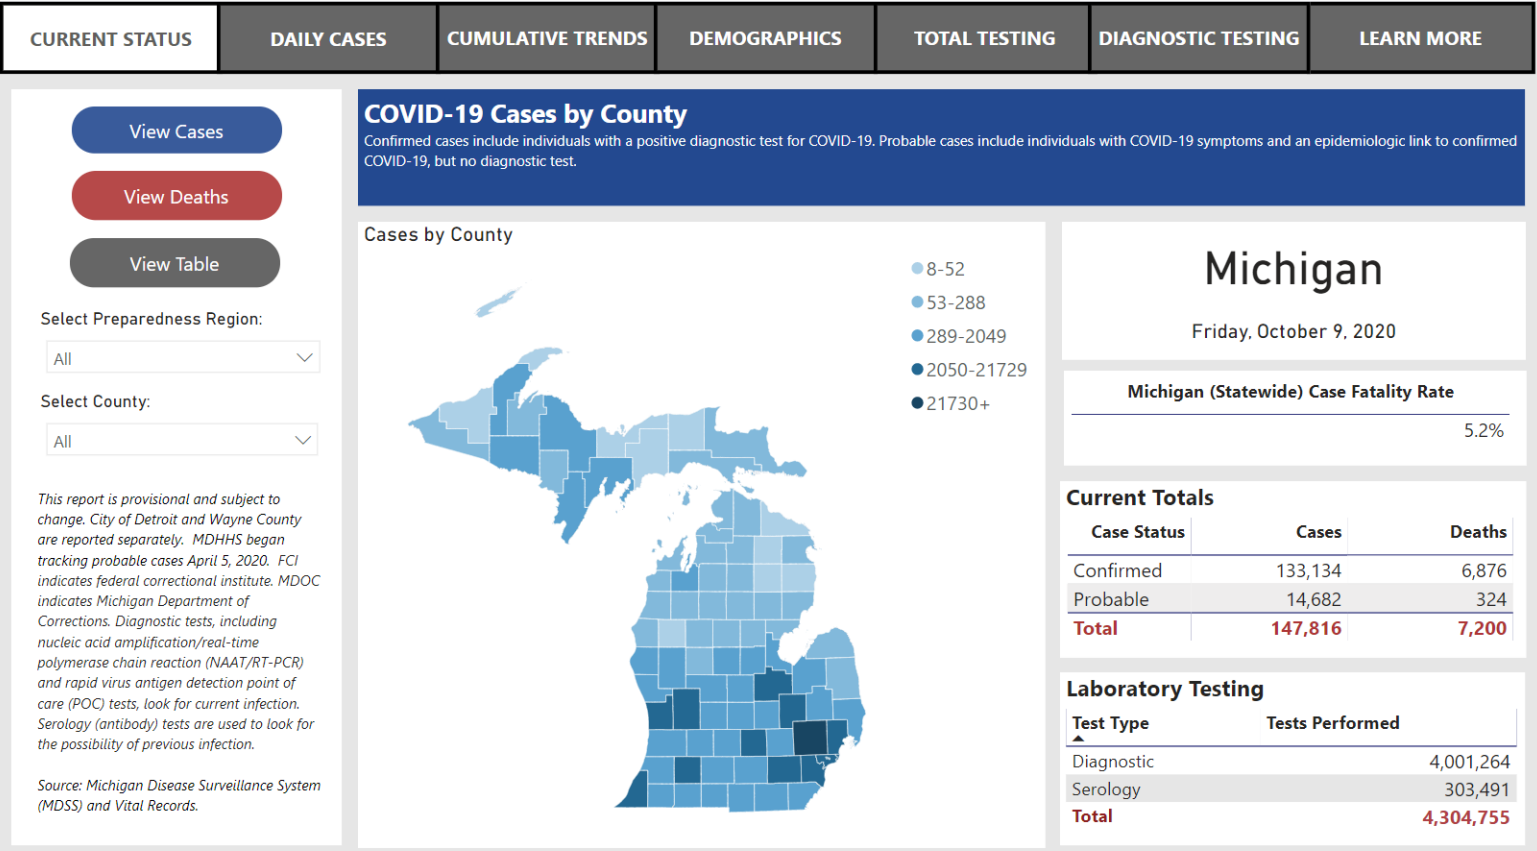 CURRENT STATUS
DAILY CASES
CUMULATIVE TRENDS
DEMOGRAPHICS
TOTAL TESTING
DIAGNOSTIC TESTING
LEARN MORE
View Cases
View Deaths
View Table
Select Preparedness Region:
All
Select County:
All
This report is provisional and subject to
change. City of Detroit and Wayne County
are reported separately. MDHHS began
tracking probable cases April 5, 2020. FCI
indicates federal correctional institute. MDOC
indicates Michigan Department of
Corrections. Diagnostic tests, including
nucleic acid amplification/real-time
polymerase chain reaction (NAAT/RT-PCR)
and rapid virus antigen detection point of
care (POC) tests, look for current infection.
Serology (antibody) tests are used to look for
the possibility of previous infection.
Source: Michigan Disease Surveillance System
(MDSS) and Vital Records.
COVID-19 Cases by County
Confirmed cases include individuals with a positive diagnostic test for COVID-19. Probable cases include individuals with COVID-19 symptoms and an epidemiologic link to confirmed
COVID-19, but no diagnostic test.
Cases by County
8-52
53-288
289-2049
2050-21729
21730+
Michigan
Friday, October 9, 2020
Michigan (Statewide) Case Fatality Rate
5.2%
Current Totals
Case Status Cases Deaths
Confirmed 133,134 6,876
Probable 14,682 324
Total 147,816 7,200
Laboratory Testing
Test Type Tests Performed
Diagnostic 4,001,264
Serology 303,491
Total 4,304,755